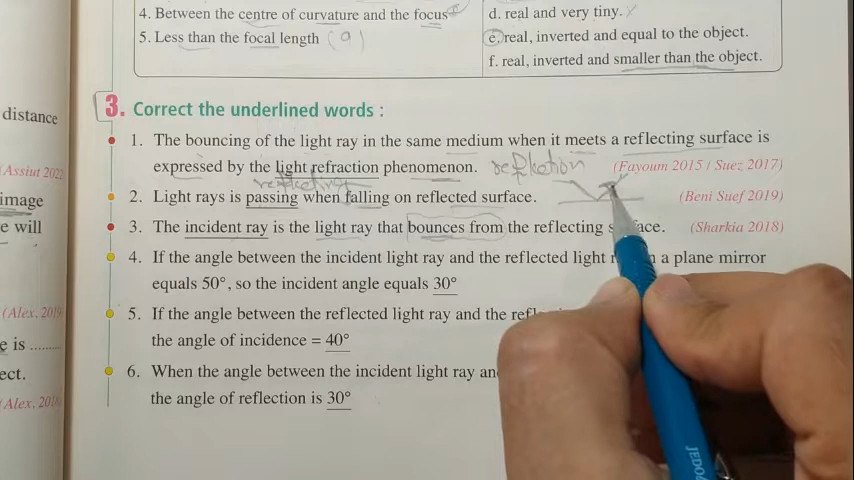 4. Between the centre of curvature and the focus
d. real and very tiny.
5. Less than the focal length (a)
e. real, inverted and equal to the object.
f. real, inverted and smaller than the object.
distance
3. Correct the underlined words :
1. The bouncing of the light ray in the same medium when it meets a reflecting surface is
(Assiut 202
expressed by the light refraction phenomenon. reflection (Fayoum 2015 / Suez 2017)
reflecting
image
2. Light rays is passing when falling on reflected surface. (Beni Suef 2019)
e will
3. The incident ray is the light ray that bounces from the reflecting face. (Sharkia 2018)
4. If the angle between the incident light ray and the reflected light a plane mirror
equals 50°, so the incident angle equals 30°
(Alex. 201
5. If the angle between the reflected light ray and the
e is ........
the angle of incidence = 40°
ect.
6. When the angle between the incident light ray
(Alex. 201
the angle of reflection is 30°
JEDO